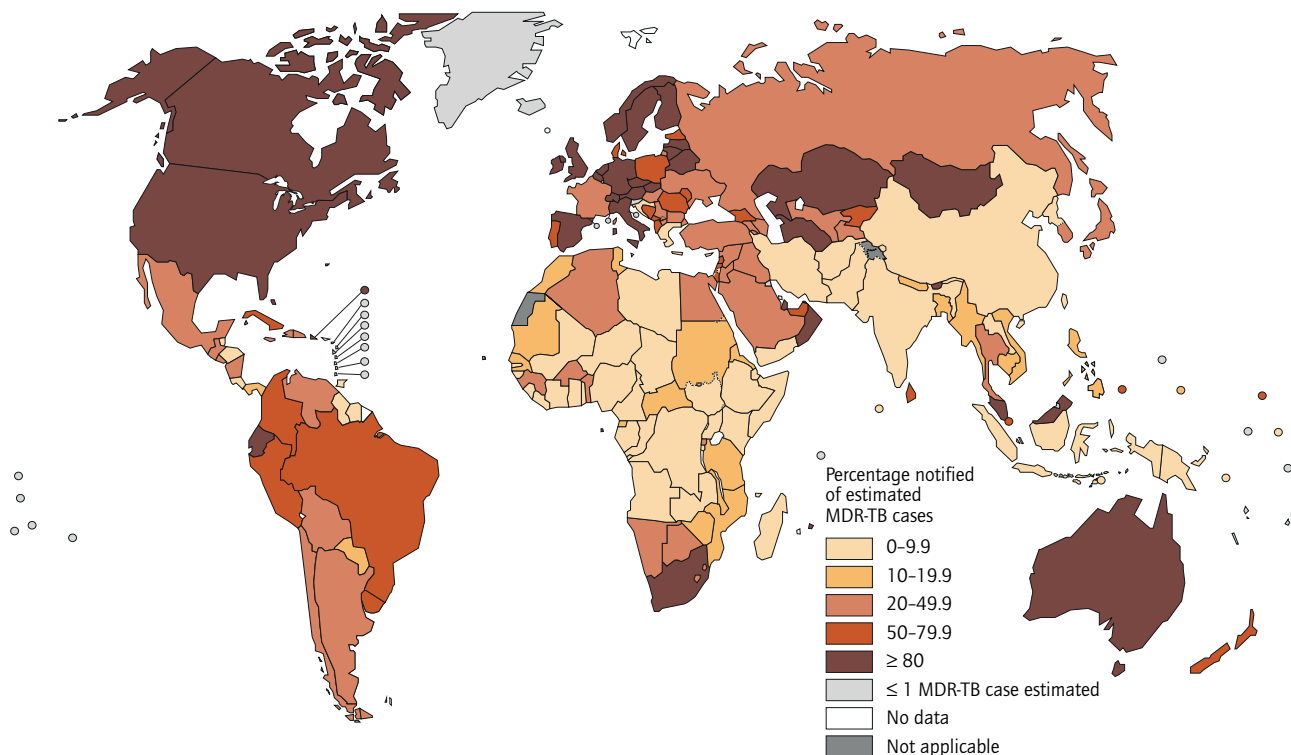 Percentage notified
of estimated
MDR-TB cases
0–9.9
10–19.9
20–49.9
50–79.9
≥ 80
≤ 1 MDR-TB case estimated
No data
Not applicable